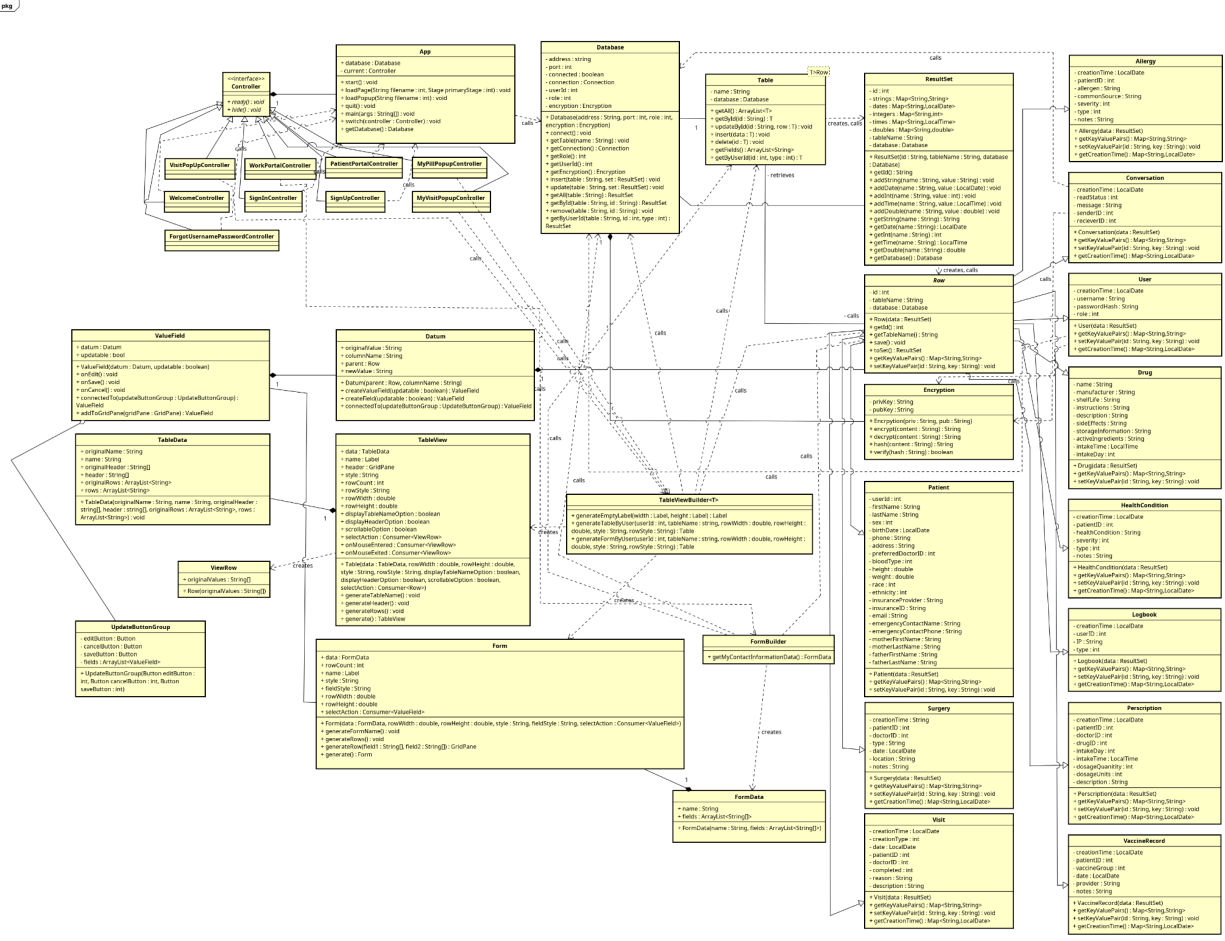 pkg
App
+ database : Database
- current : Controller
+ start() : void
+ loadPage(String filename : int, Stage primaryStage : int) : void
+ loadPopup(String filename : int) : void
+ quit() : void
+ main(args : String[]) : void
+ switch(controller : Controller) : void
+ getDatabase() : Database
<<interface>>
Controller
+ ready() : void
+ hide() : void
1
calls
VisitPopUpController
WorkPortalController
PatientPortalController
MyPillPopupController
calls
calls
WelcomeController
SignInController
SignUpController
MyVisitPopupController
ForgotUsernamePasswordController
calls
calls
Database
- address : string
- port : int
- connected : boolean
- connection : Connection
- userId : int
- role : int
- encryption : Encryption
+ Database(address : String, port : int, role : int,
encryption : Encryption)
+ connect() : void
+ getTable(name : String) : void
+ getConnection() : Connection
+ getRole() : int
+ getUserId() : int
+ getEncryption() : Encryption
+ insert(table : String, set : ResultSet) : void
+ update(table : String, set : ResultSet) : void
+ getAll(table : String) : ResultSet
+ getById(table : String, id : String) : ResultSet
+ remove(table : String, id : String) : void
+ getByUserId(table : String, id : int, type : int) :
ResultSet
1
T>Row
Table
- name : String
- database : Database
+ getAll() : ArrayList<T>
+ getById(id : String) : T
+ updateById(id : String, row : T) : void
+ insert(data : T) : void
+ delete(id : T) : void
+ getFields() : ArrayList<String>
+ getByUserId(id : int, type : int) : T
creates, calls
- retrieves
calls
ResultSet
- id : int
- strings : Map<String,String>
- dates : Map<String,LocalDate>
- integers : Map<String,int>
- times : Map<String,LocalTime>
- doubles : Map<String,double>
- tableName : String
- database : Database
+ ResultSet(id : String, tableName : String, database
: Database)
+ getId() : String
+ addString(name : String, value : String) : void
+ addDate(name : String, value : LocalDate) : void
+ addInt(name : String, value : int) : void
+ addTime(name : String, value : LocalTime) : void
+ addDouble(name : String, value : double) : void
+ getString(name : String) : String
+ getDate(name : String) : LocalDate
+ getInt(name : String) : int
+ getTime(name : String) : LocalTime
+ getDouble(name : String) : double
+ getDatabase() : Database
creates, calls
Row
- id : int
- tableName : String
- database : Database
+ Row(data : ResultSet)
+ getId() : int
+ getTableName() : String
+ save() : void
+ toSet() : ResultSet
+ getKeyValuePairs() : Map<String,String>
+ setKeyValuePair(id : String, key : String) : void
- calls
calls
calls
Encryption
- privKey : String
- pubKey : String
+ Encrpytion(priv : String, pub : String)
+ encrypt(content : String) : String
+ decrypt(content : String) : String
+ hash(content : String) : String
+ verify(hash : String) : boolean
Allergy
- creationTime : LocalDate
- patientID : int
- allergen : String
- commonSource : String
- severity : int
- type : int
- notes : String
+ Allergy(data : ResultSet)
+ getKeyValuePairs() : Map<String,String>
+ setKeyValuePair(id : String, key : String) : void
+ getCreationTime() : Map<String,LocalDate>
Conversation
- creationTime : LocalDate
- readStatus : int
- message : String
- senderID : int
- recieverID : int
+ Conversation(data : ResultSet)
+ getKeyValuePairs() : Map<String,String>
+ setKeyValuePair(id : String, key : String) : void
+ getCreationTime() : Map<String,LocalDate>
User
- creationTime : LocalDate
- username : String
- passwordHash : String
- role : int
+ User(data : ResultSet)
+ getKeyValuePairs() : Map<String,String>
+ setKeyValuePair(id : String, key : String) : void
+ getCreationTime() : Map<String,LocalDate>
Drug
- name : String
- manufacturer : String
- shelfLife : String
- instructions : String
- description : String
- sideEffects : String
- storageInformation : String
- activeIngredients : String
- intakeTime : LocalTime
- intakeDay : int
+ Drug(data : ResultSet)
+ getKeyValuePairs() : Map<String,String>
+ setKeyValuePair(id : String, key : String) : void
HealthCondition
- creationTime : LocalDate
- patientID : int
- healthCondition : String
- severity : int
- type : int
- notes : String
+ HealthCondition(data : ResultSet)
+ getKeyValuePairs() : Map<String,String>
+ setKeyValuePair(id : String, key : String) : void
+ getCreationTime() : Map<String,LocalDate>
Logbook
- creationTime : LocalDate
- userID : int
- IP : String
- type : int
+ Logbook(data : ResultSet)
+ getKeyValuePairs() : Map<String,String>
+ setKeyValuePair(id : String, key : String) : void
+ getCreationTime() : Map<String,LocalDate>
Perscription
- creationTime : LocalDate
- patientID : int
- doctorID : int
- drugID : int
- intakeDay : int
- intakeTime : LocalTime
- dosageQuanitity : int
- dosageUnits : int
- description : String
+ Perscription(data : ResultSet)
+ getKeyValuePairs() : Map<String,String>
+ setKeyValuePair(id : String, key : String) : void
+ getCreationTime() : Map<String,LocalDate>
VaccineRecord
- creationTime : LocalDate
- patientID : int
- vaccineGroup : int
- date : LocalDate
- provider : String
- notes : String
+ VaccineRecord(data : ResultSet)
+ getKeyValuePairs() : Map<String,String>
+ setKeyValuePair(id : String, key : String) : void
+ getCreationTime() : Map<String,LocalDate>
Patient
- userId : int
- firstName : String
- lastName : String
- sex : int
- birthDate : LocalDate
- phone : String
- address : String
- preferredDoctorID : int
- bloodType : int
- height : double
- weight : double
- race : int
- ethnicity : int
- insuranceProvider : String
- insuranceID : String
- email : String
- emergencyContactName : String
- emergencyContactPhone : String
- motherFirstName : String
- motherLastName : String
- fatherFirstName : String
- fatherLastName : String
+ Patient(data : ResultSet)
+ getKeyValuePairs() : Map<String,String>
+ setKeyValuePair(id : String, key : String) : void
Surgery
- creationTime : String
- patientID : int
- doctorID : int
- type : String
- date : LocalDate
- location : String
- notes : String
+ Surgery(data : ResultSet)
+ getKeyValuePairs() : Map<String,String>
+ setKeyValuePair(id : String, key : String) : void
+ getCreationTime() : Map<String,LocalDate>
Visit
- creationTime : LocalDate
- creationType : int
- date : LocalDate
- patientID : int
- doctorID : int
- completed : int
- reason : String
- description : String
+ Visit(data : ResultSet)
+ getKeyValuePairs() : Map<String,String>
+ setKeyValuePair(id : String, key : String) : void
+ getCreationTime() : Map<String,LocalDate>
ValueField
+ datum : Datum
+ updatable : bool
+ ValueField(datum : Datum, updatable : boolean)
+ onEdit() : void
+ onSave() : void
+ onCancel() : void
+ connectedTo(updateButtonGroup : UpdateButtonGroup) :
ValueField
+ addToGridPane(gridPane : GridPane) : ValueField
1
Datum
+ originalValue : String
+ columnName : String
+ parent : Row
+ newValue : String
+ Datum(parent : Row, columnName : String)
+ createValueField(updatable : boolean) : ValueField
+ createField(updatable : boolean) : ValueField
+ connectedTo(updateButtonGroup : UpdateButtonGroup) : ValueField
calls
calls
calls
calls
calls
calls
TableData
+ originalName : String
+ name : String
+ originalHeader : String[]
+ header : String[]
+ originalRows : ArrayList<String>
+ rows : ArrayList<String>
+ TableData(originalName : String, name : String, originalHeader :
string[], header : string[], originalRows : ArrayList<String>, rows :
ArrayList<String>) : void
1
TableView
+ data : TableData
+ name : Label
+ header : GridPane
+ style : String
+ rowCount : int
+ rowStyle : String
+ rowWidth : double
+ rowHeight : double
+ displayTableNameOption : boolean
+ displayHeaderOption : boolean
+ scrollableOption : boolean
+ selectAction : Consumer<ViewRow>
+ onMouseEntered : Consumer<ViewRow>
+ onMouseExited : Consumer<ViewRow>
+ Table(data : TableData, rowWidth : double, rowHeight : double,
style : String, rowStyle : String, displayTableNameOption : boolean,
displayHeaderOption : boolean, scrollableOption : boolean,
selectAction : Consumer<Row>)
+ generateTableName() : void
+ generateHeader() : void
+ generateRows() : void
+ generate() : TableView
creates
creates
TableViewBuilder<T>
+ generateEmptyLabel(width : Label, height : Label) : Label
+ generateTableByUser(userId : int, tableName : string, rowWidth : double, rowHeight :
double, style : String, rowStyle : String) : Table
+ generateFormByUser(userId : int, tableName : string, rowWidth : double, rowHeight :
double, style : String, rowStyle : String) : Table
ViewRow
+ originalValues : String[]
+ Row(originalValues : String[])
creates
UpdateButtonGroup
- editButton : Button
- cancelButton : Button
- saveButton : Button
- fields : ArrayList<ValueField>
+ UpdateButtonGroup(Button editButton :
int, Button cancelButton : int, Button
saveButton : int)
Form
+ data : FormData
+ rowCount : int
+ name : Label
+ style : String
+ fieldStyle : String
+ rowWidth : double
+ rowHeight : double
+ selectAction : Consumer<ValueField>
+ Form(data : FormData, rowWidth : double, rowHeight : double, style : String, fieldStyle : String, selectAction : Consumer<ValueField>)
+ generateFormName() : void
+ generateRows() : void
+ generateRow(field1 : String[], field2 : String[]) : GridPane
+ generate() : Form
FormBuilder
+ getMyContactInformationData() : FormData
creates
1
FormData
+ name : String
+ fields : ArrayList<String[]>
+ FormData(name : String, fields : ArrayList<String[]>)